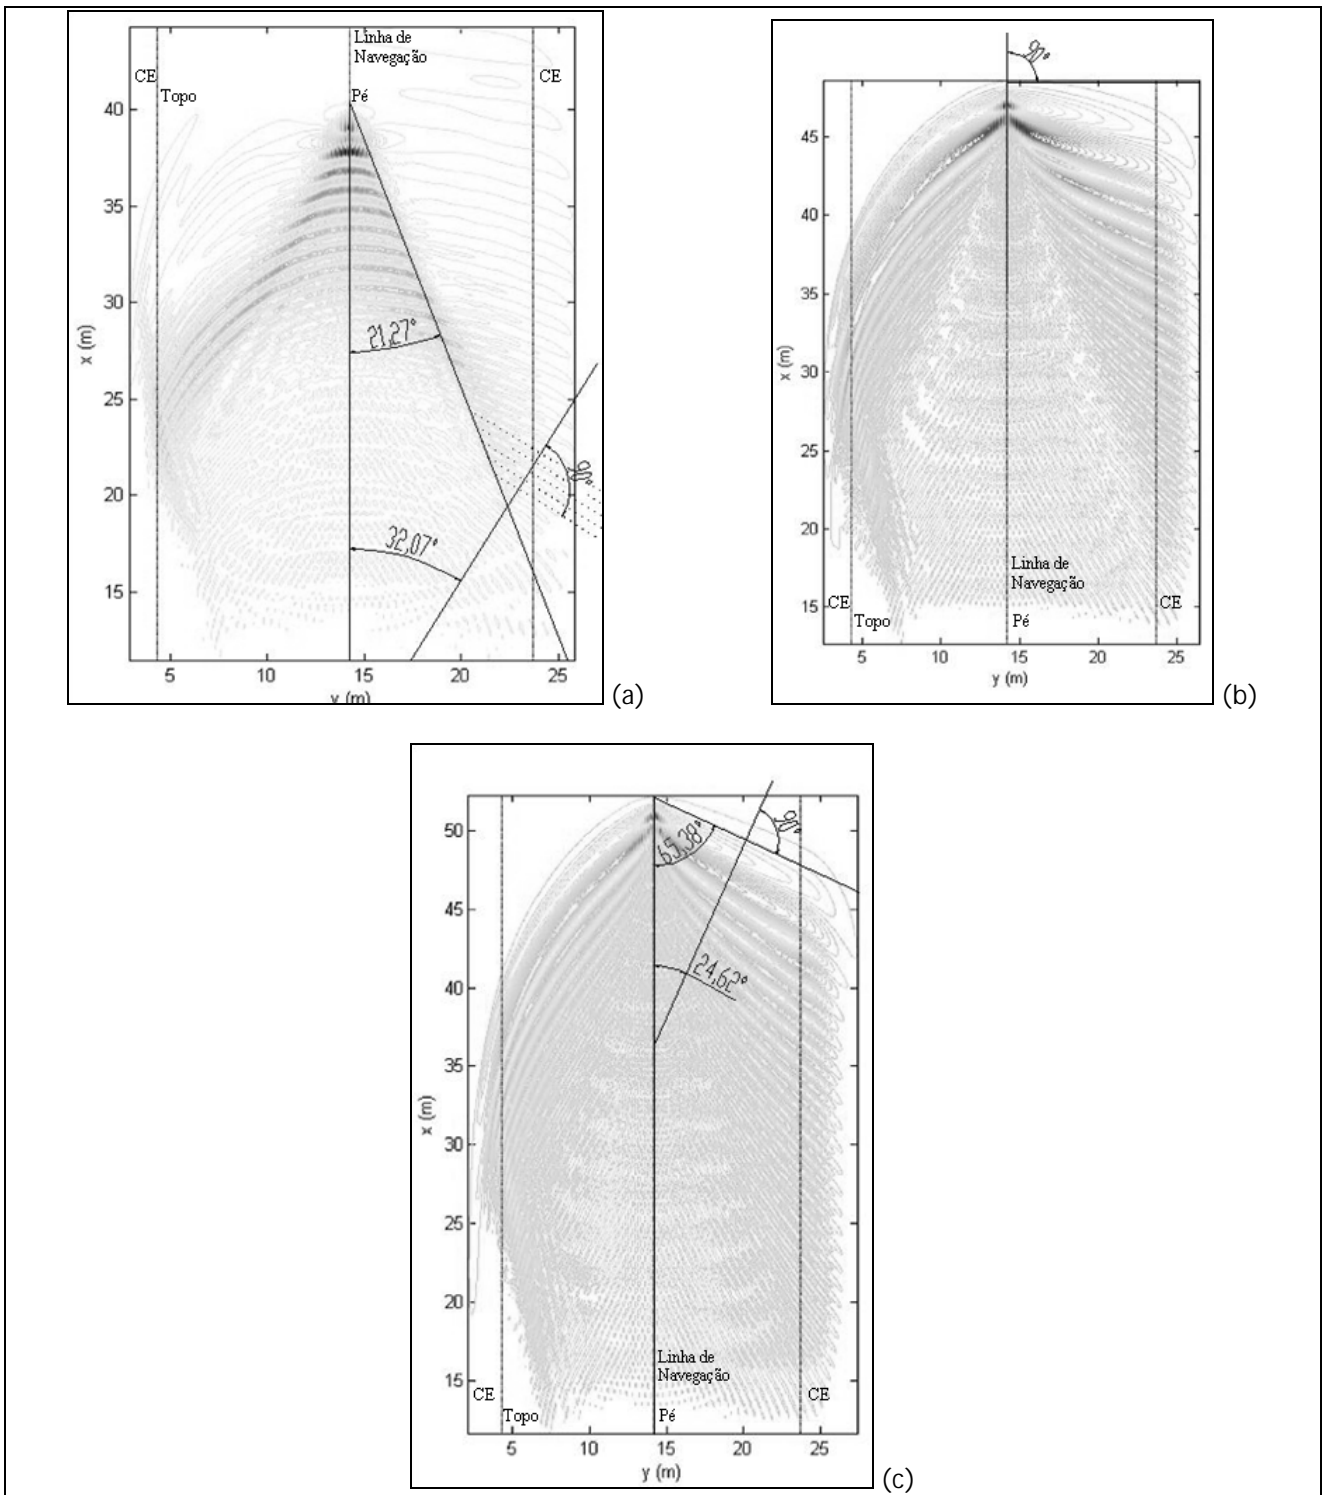 Linha de
Navegação
CE
CE
Topo
Pé
40
35
30
25
20
15
21,27°
32,07°
90°
x (m)
5
10
15
20
25
y (m)
(a)
90°
45
40
35
30
25
20
15
x (m)
Linha de
Navegação
CE
CE
Topo
Pé
5
10
15
20
25
y (m)
(b)
90°
65,38°
24,62°
50
45
40
35
30
25
20
15
x (m)
Linha de
Navegação
CE
CE
Topo
Pé
5
10
15
20
25
y (m)
(c)